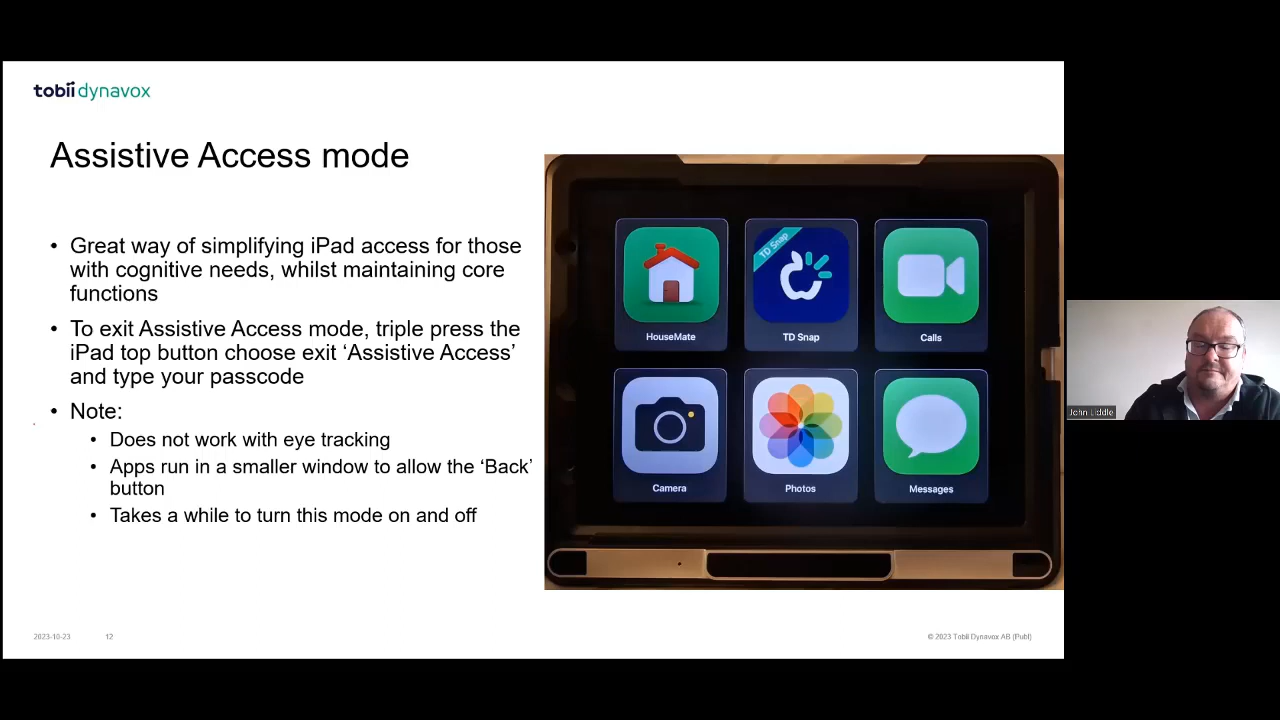 tobii dynavox
Assistive Access mode
• Great way of simplifying iPad access for those
with cognitive needs, whilst maintaining core
functions
• To exit Assistive Access mode, triple press the
iPad top button choose exit ‘Assistive Access’
and type your passcode
• Note:
• Does not work with eye tracking
• Apps run in a smaller window to allow the ‘Back’
button
• Takes a while to turn this mode on and off
TD Snap
HouseMate
TD Snap
Calls
Camera
Photos
Messages
John Liddle
2023-10-23
12
© 2023 Tobii Dynavox AB (Publ)